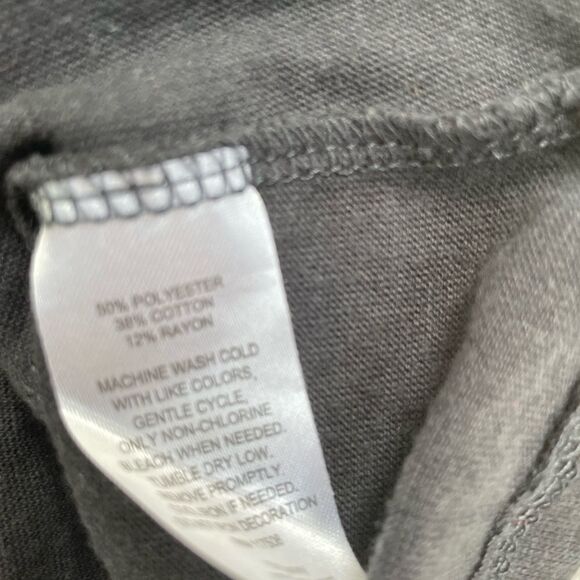 50% POLYESTER
38% COTTON
12% RAYON
MACHINE WASH COLD
WITH LIKE COLORS,
GENTLE CYCLE,
ONLY NON-CHLORINE
BLEACH WHEN NEEDED.
TUMBLE DRY LOW.
REMOVE PROMPTLY.
IF NEEDED.
DECORATION